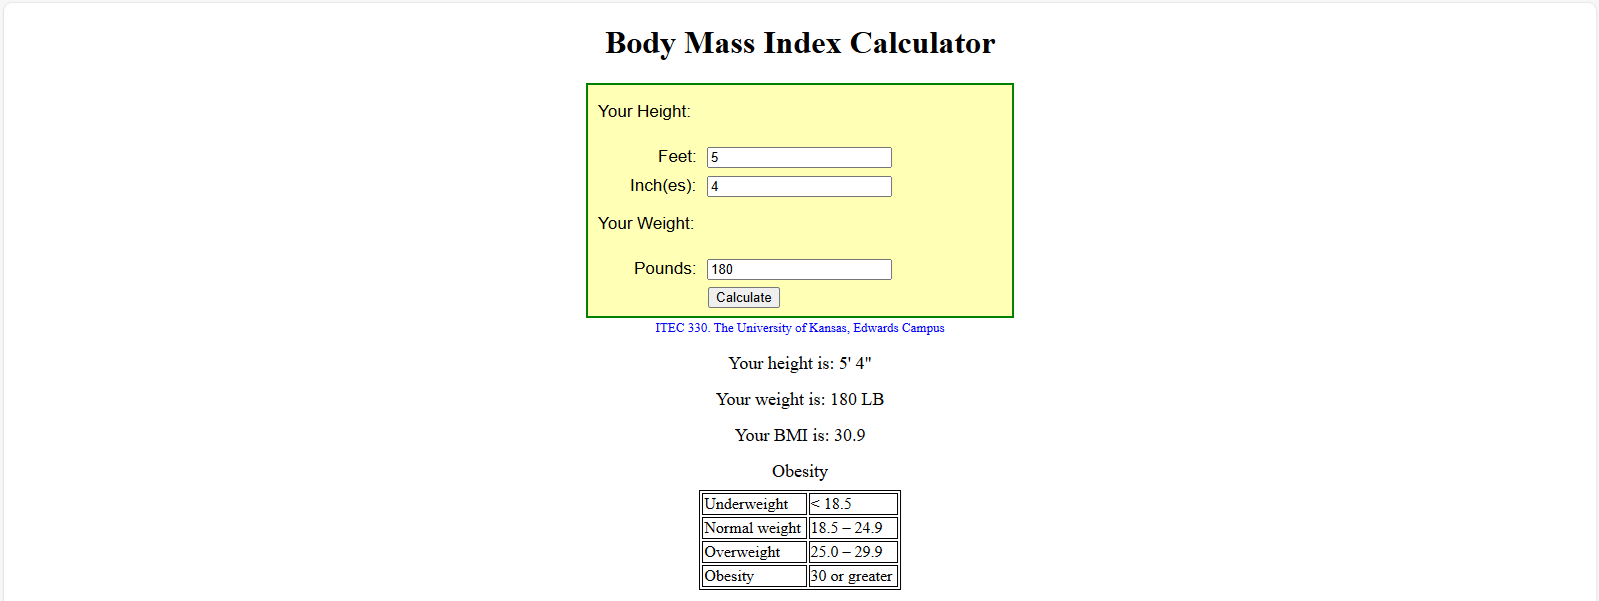 Body Mass Index Calculator
Your Height:
Feet: 5
Inch(es): 4
Your Weight:
Pounds: 180
Calculate
ITEC 330. The University of Kansas, Edwards Campus
Your height is: 5' 4"
Your weight is: 180 LB
Your BMI is: 30.9
Obesity
Underweight < 18.5
Normal weight 18.5 – 24.9
Overweight 25.0 – 29.9
Obesity 30 or greater